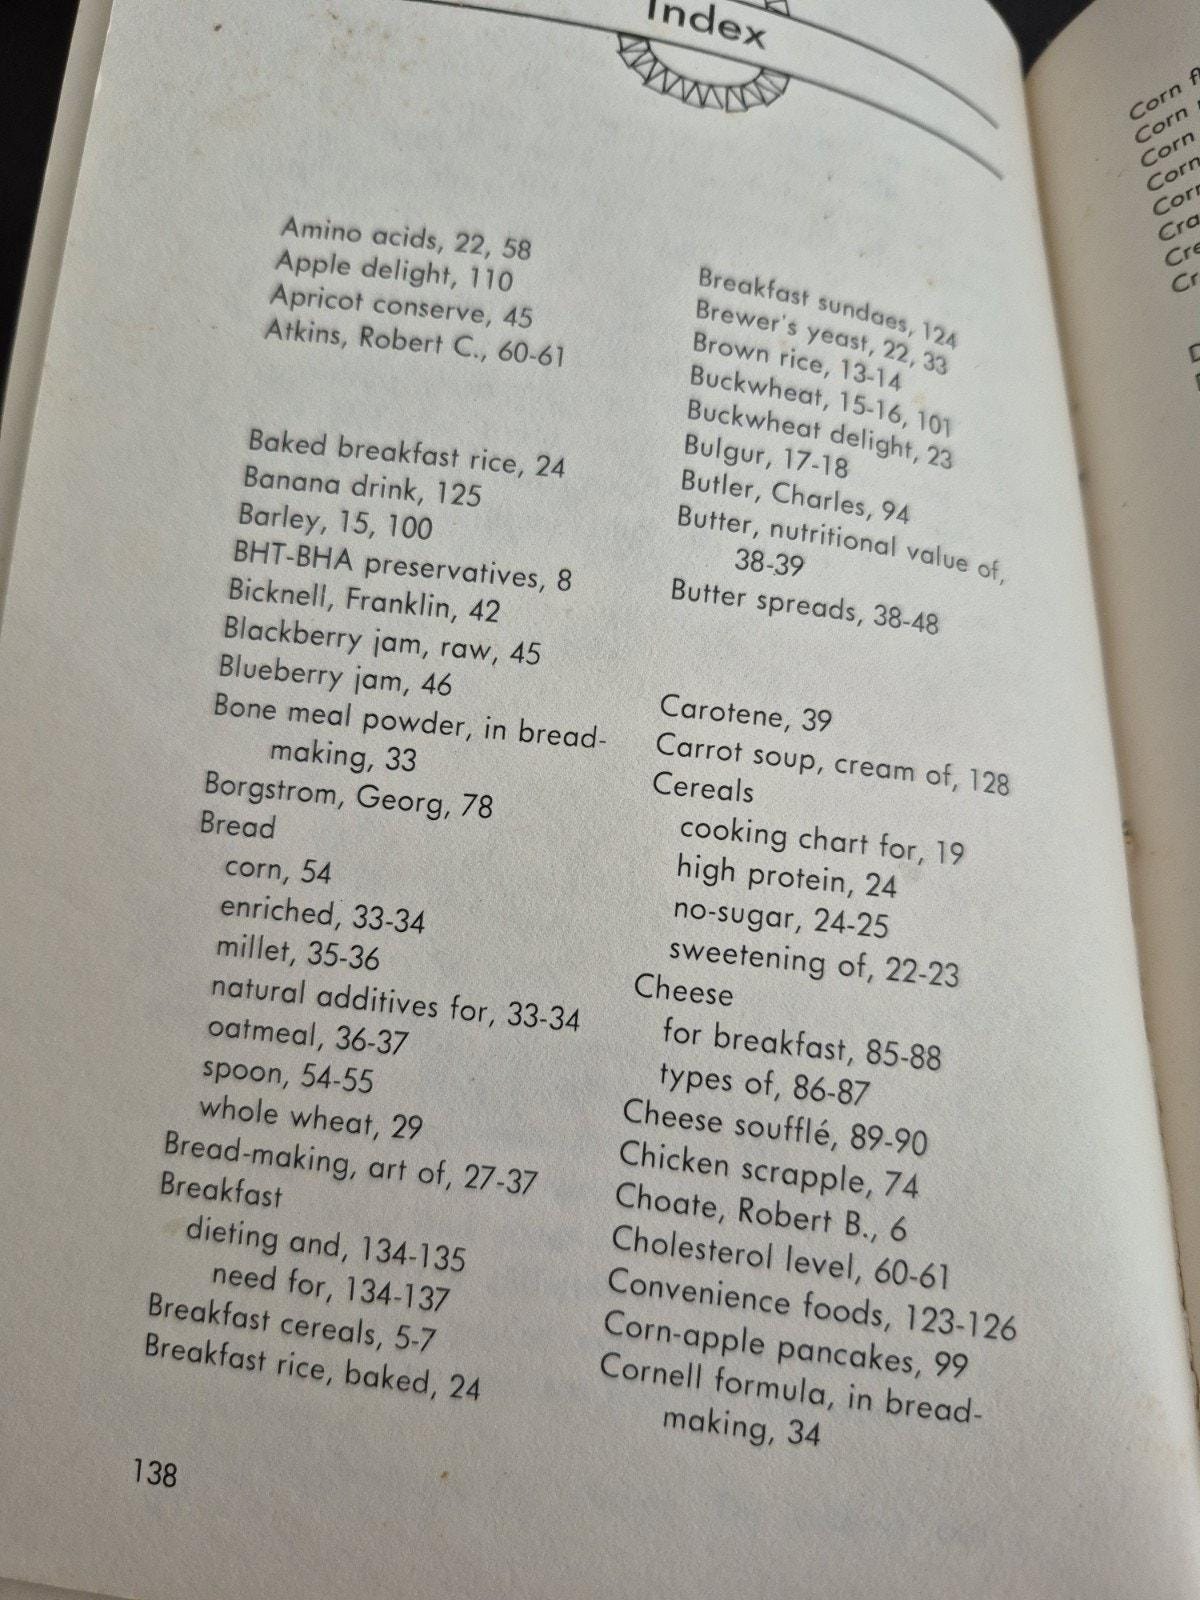 Index
Amino acids, 22, 58
Apple delight, 110
Apricot conserve, 45
Atkins, Robert C., 60-61
Baked breakfast rice, 24
Banana drink, 125
Barley, 15, 100
BHT-BHA preservatives, 8
Bicknell, Franklin, 42
Blackberry jam, raw, 45
Blueberry jam, 46
Bone meal powder, in bread-
making, 33
Borgstrom, Georg, 78
Bread
corn, 54
enriched, 33-34
millet, 35-36
natural additives for, 33-34
oatmeal, 36-37
spoon, 54-55
whole wheat, 29
Bread-making, art of, 27-37
Breakfast
dieting and, 134-135
need for, 134-137
Breakfast cereals, 5-7
Breakfast rice, baked, 24
Breakfast sundaes, 124
Brewer's yeast, 22, 33
Brown rice, 13-14
Buckwheat, 15-16, 101
Buckwheat delight, 23
Bulgur, 17-18
Butler, Charles, 94
Butter, nutritional value of,
38-39
Butter spreads, 38-48
Carotene, 39
Carrot soup, cream of, 128
Cereals
cooking chart for, 19
high protein, 24
no-sugar, 24-25
sweetening of, 22-23
Cheese
for breakfast, 85-88
types of, 86-87
Cheese soufflé, 89-90
Chicken scrapple, 74
Choate, Robert B., 6
Cholesterol level, 60-61
Convenience foods, 123-126
Corn-apple pancakes, 99
Cornell formula, in bread-
making, 34
138
Corn
Corn
Corn
Corn